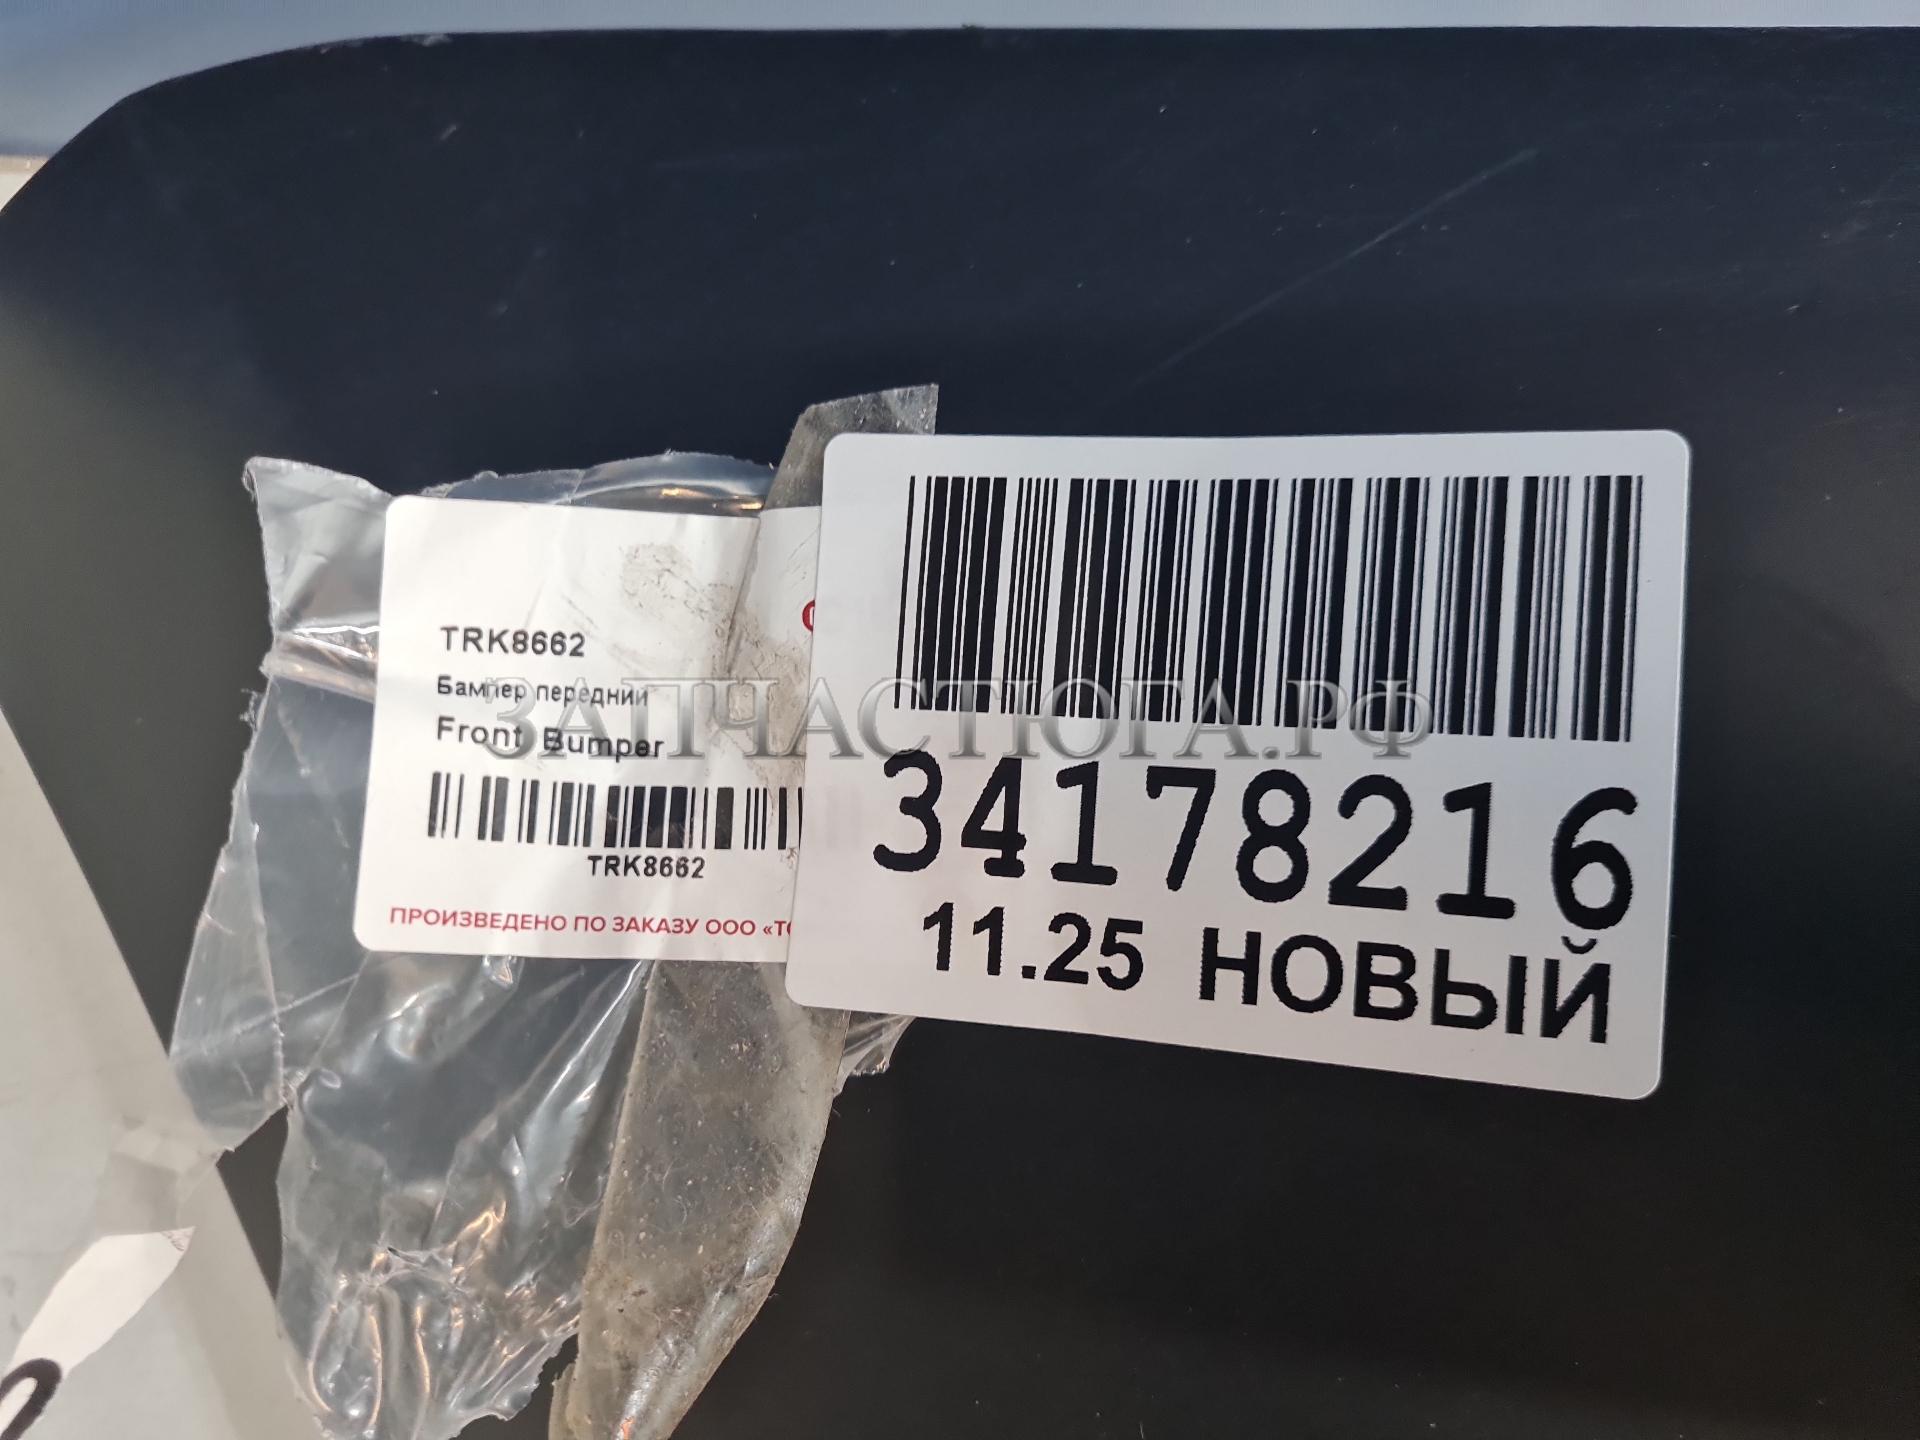 TRK8662
Бампер передний
Front Bumper
TRK8662
ПРОИЗВЕДЕНО ПО ЗАКАЗУ ООО
34178216
11.25 НОВЫЙ
ЗАПЧАСТЮГА.РФ